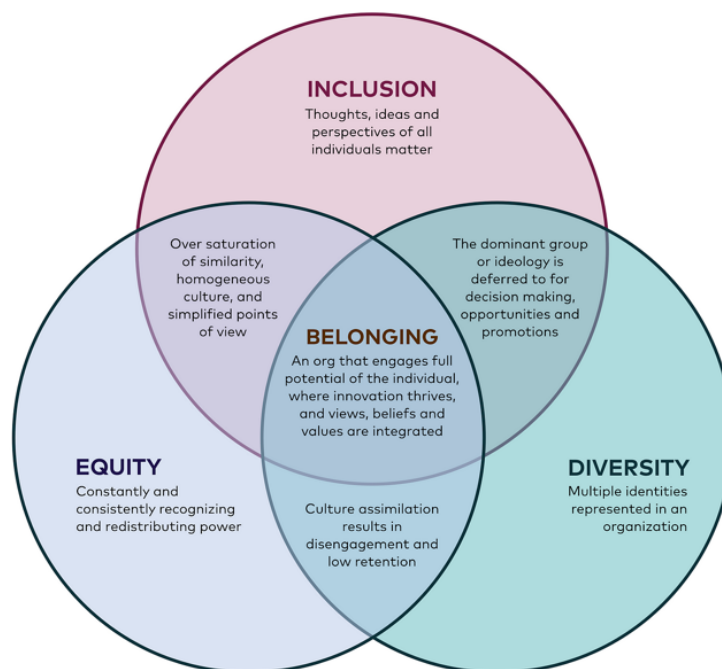 INCLUSION
Thoughts, ideas and
perspectives of all
individuals matter
Over saturation
of similarity,
homogeneous
culture, and
simplified points
of view
The dominant group
or ideology is
deferred to for
decision making,
opportunities and
promotions
BELONGING
An org that engages full
potential of the individual,
where innovation thrives,
and views, beliefs and
values are integrated
EQUITY
Constantly and
consistently recognizing
and redistributing power
DIVERSITY
Multiple identities
represented in an
organization
Culture assimilation
results in
disengagement and
low retention